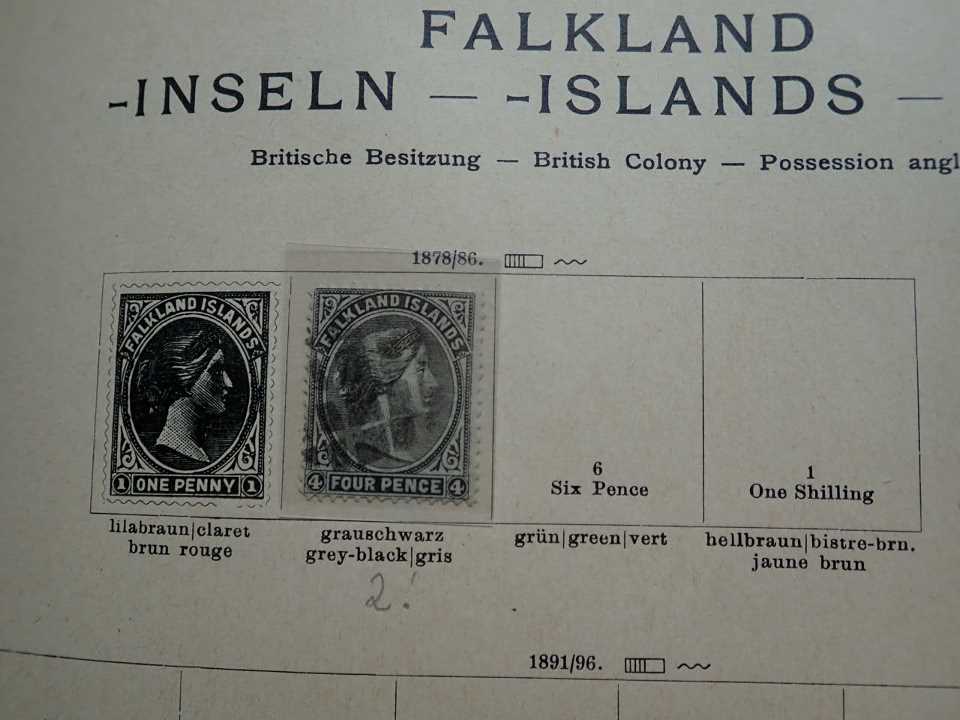 FALKLAND
-INSELN — -ISLANDS —
Britische Besitzung — British Colony — Possession angl
1878/86.
FALKLAND ISLANDS
1 ONE PENNY 1
FALKLAND ISLANDS
4 FOUR PENCE 4
6
Six Pence
1
One Shilling
lilabraun|claret
brun rouge
grauschwarz
grey-black|gris
grün|green|vert
hellbraun|bistre-brn.
jaune brun
2!
1891/96.